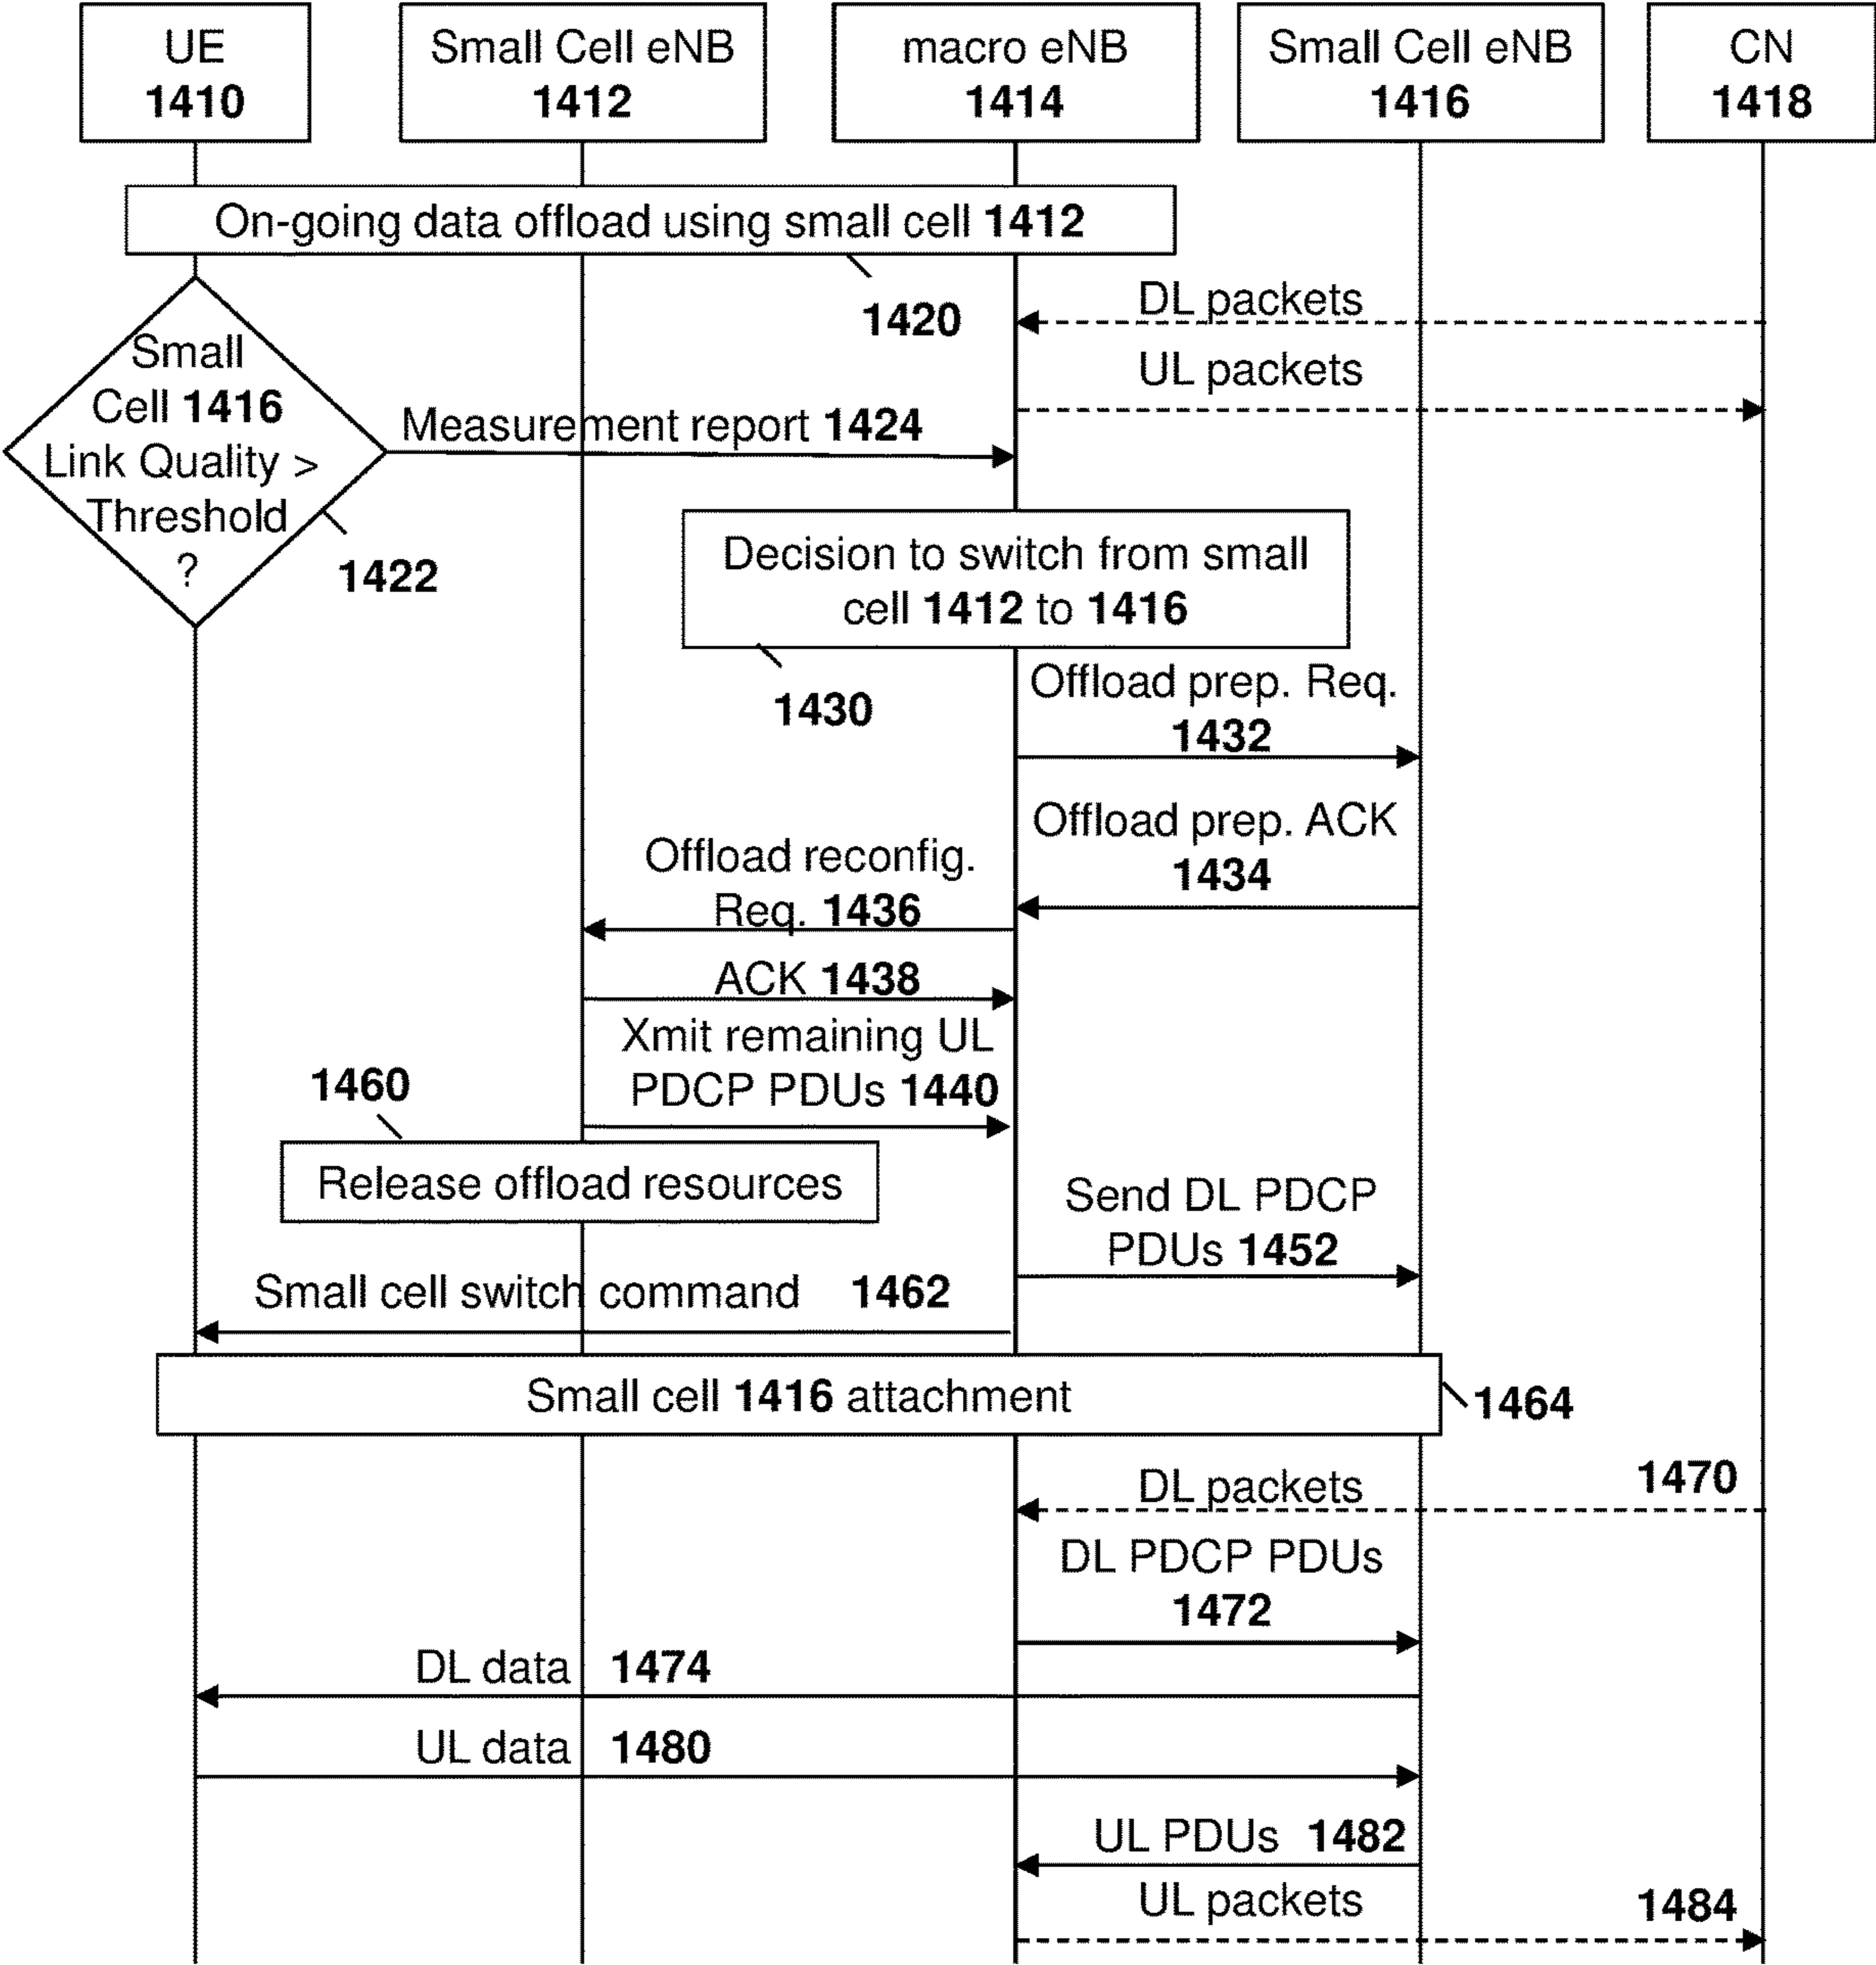 UE
1410
Small Cell eNB
1412
macro eNB
1414
Small Cell eNB
1416
CN
1418
On-going data offload using small cell 1412
1420
DL packets
UL packets
Small
Cell 1416
Link Quality >
Threshold
?
1422
Measurement report 1424
Decision to switch from small
cell 1412 to 1416
1430
Offload prep. Req.
1432
Offload prep. ACK
1434
Offload reconfig.
Req. 1436
ACK 1438
Xmit remaining UL
PDCP PDUs 1440
1460
Release offload resources
Send DL PDCP
PDUs 1452
Small cell switch command 1462
Small cell 1416 attachment
1464
DL packets 1470
DL PDCP PDUs
1472
DL data 1474
UL data 1480
UL PDUs 1482
UL packets 1484